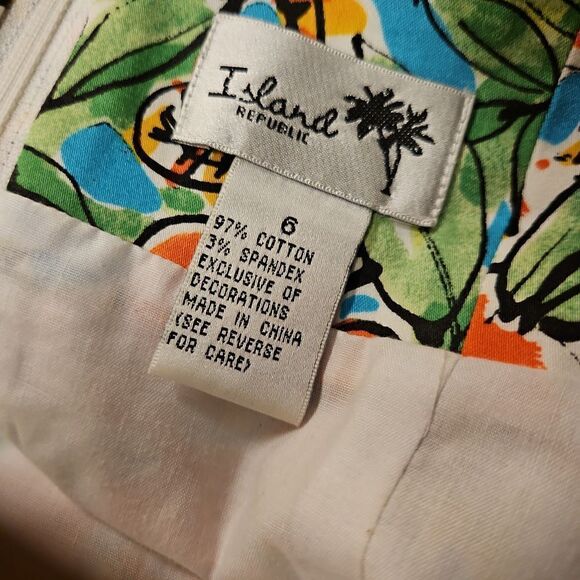 Island
REPUBLIC
6
97% COTTON
3% SPANDEX
EXCLUSIVE OF
DECORATIONS
MADE IN CHINA
(SEE REVERSE
FOR CARE)